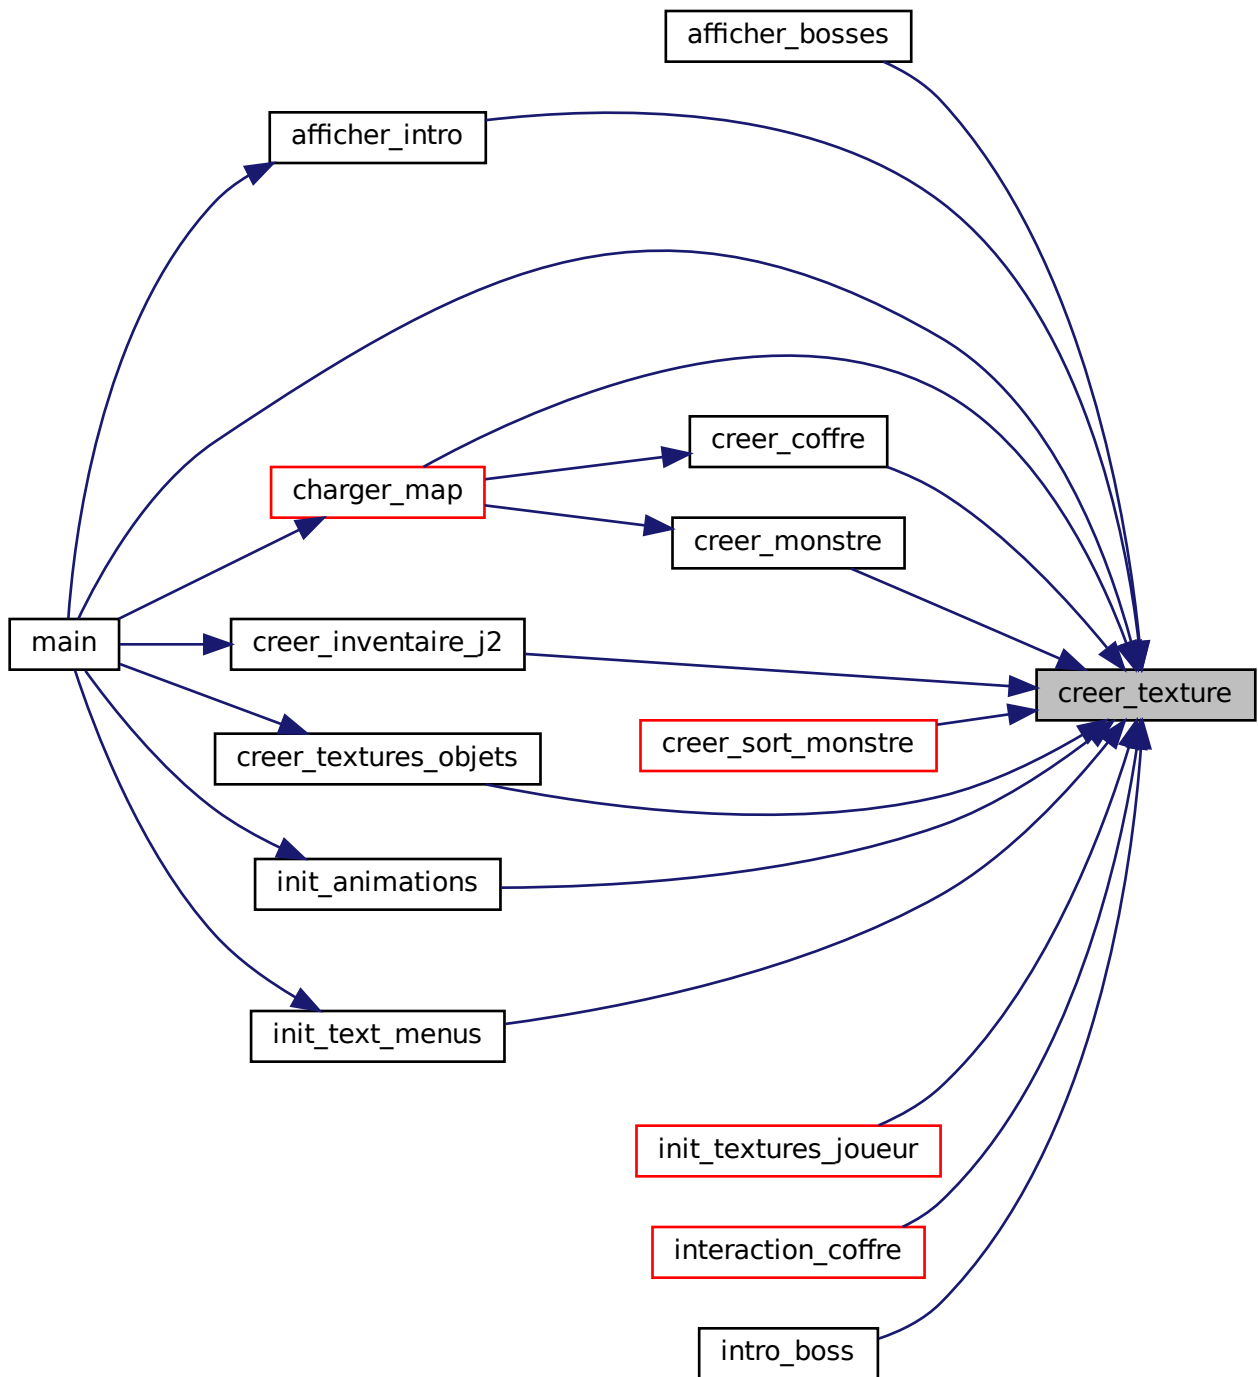 afficher_bosses
afficher_intro
creer_coffre
charger_map
creer_monstre
main
creer_inventaire_j2
creer_texture
creer_sort_monstre
creer_textures_objets
init_animations
init_text_menus
init_textures_joueur
interaction_coffre
intro_boss